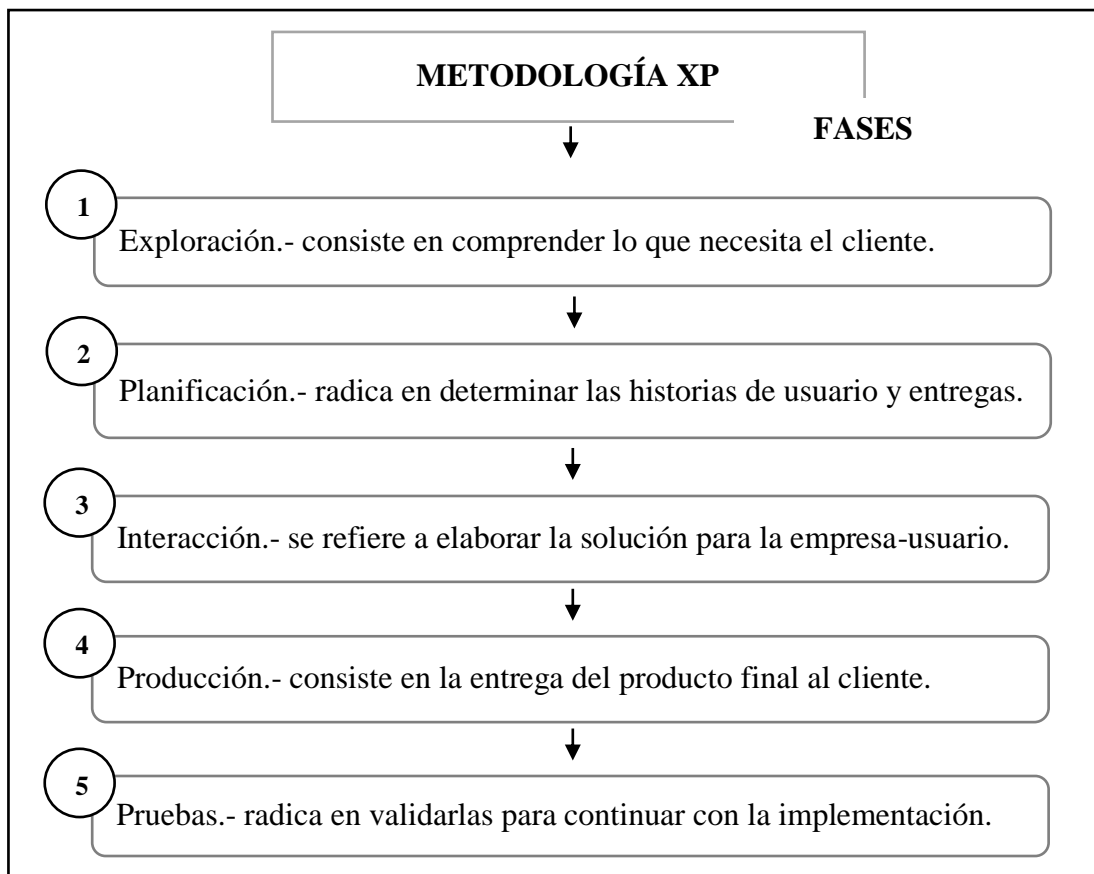 METODOLOGÍA XP
FASES
1
Exploración.- consiste en comprender lo que necesita el cliente.
2
Planificación.- radica en determinar las historias de usuario y entregas.
3
Interacción.- se refiere a elaborar la solución para la empresa-usuario.
4
Producción.- consiste en la entrega del producto final al cliente.
5
Pruebas.- radica en validarlas para continuar con la implementación.